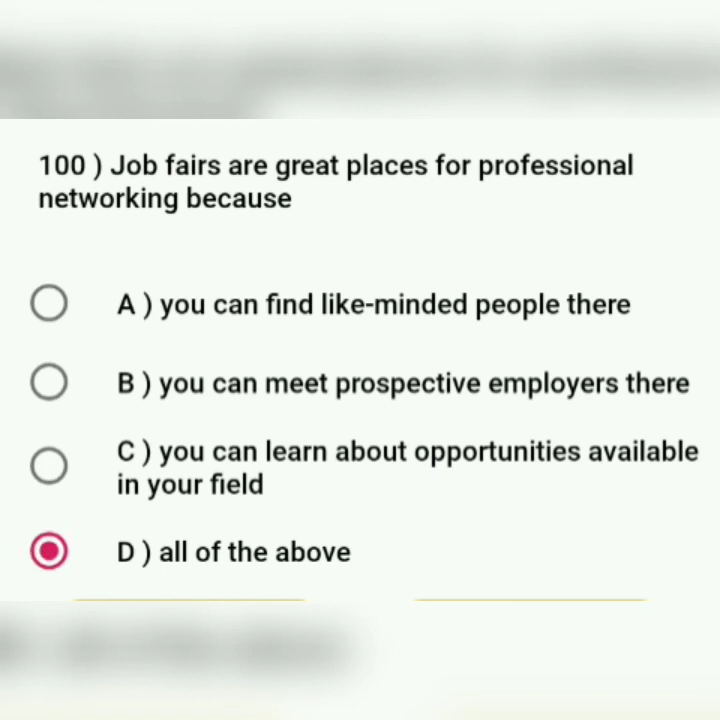 100 ) Job fairs are great places for professional
networking because
A ) you can find like-minded people there
B ) you can meet prospective employers there
C ) you can learn about opportunities available
in your field
D ) all of the above